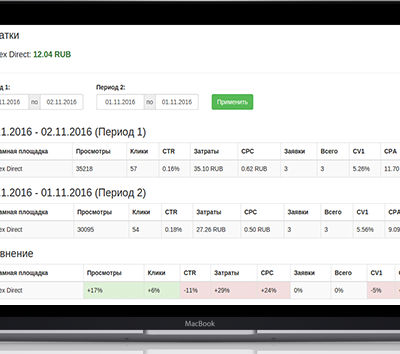 атки
ex Direct: 12.04 RUB
д 1: Период 2:
.11.2016 по 02.11.2016 01.11.2016 по 01.11.2016 Применить
.11.2016 - 02.11.2016 (Период 1)
амная площадка Просмотры Клики CTR Затраты CPC Заявки Всего CV1 CPA
ex Direct 35218 57 0.16% 35.10 RUB 0.62 RUB 3 3 5.26% 11.70
.11.2016 - 01.11.2016 (Период 2)
амная площадка Просмотры Клики CTR Затраты CPC Заявки Всего CV1 CPA
ex Direct 30095 54 0.18% 27.26 RUB 0.50 RUB 3 3 5.56% 9.09
внение
амная площадка Просмотры Клики CTR Затраты CPC Заявки Всего CV1
ex Direct +17% +6% -11% +29% +24% 0% 0% -5%
MacBook